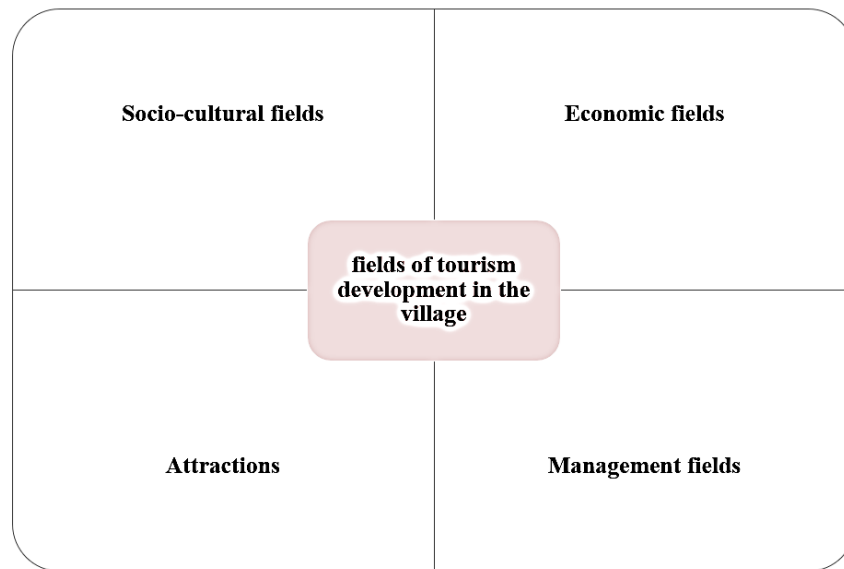 Socio-cultural fields
Economic fields
fields of tourism
development in the
village
Attractions
Management fields